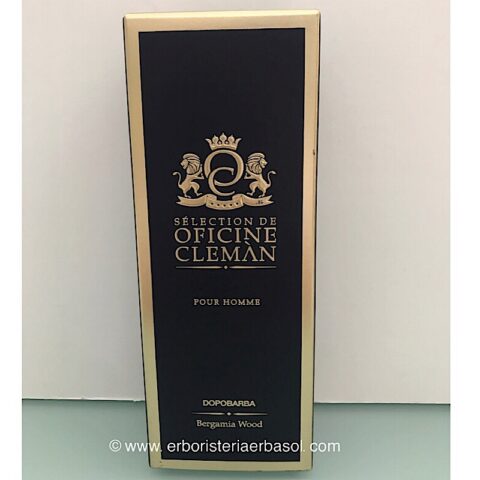 SÉLECTION DE
OFICINE
CLEMÀN
POUR HOMME
DOPOBARBA
Bergamia Wood
© www. erboristeriaerbasol. com